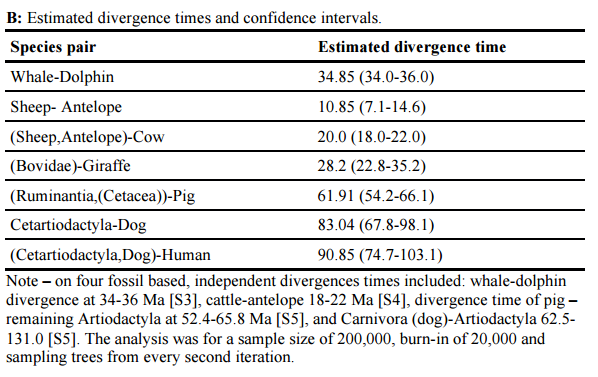 B: Estimated divergence times and confidence intervals.
Species pair Estimated divergence time
Whale-Dolphin 34.85 (34.0-36.0)
Sheep- Antelope 10.85 (7.1-14.6)
(Sheep,Antelope)-Cow 20.0 (18.0-22.0)
(Bovidae)-Giraffe 28.2 (22.8-35.2)
(Ruminantia,(Cetacea))-Pig 61.91 (54.2-66.1)
Cetartiodactyla-Dog 83.04 (67.8-98.1)
(Cetartiodactyla,Dog)-Human 90.85 (74.7-103.1)
Note – on four fossil based, independent divergences times included: whale-dolphin
divergence at 34-36 Ma [S3], cattle-antelope 18-22 Ma [S4], divergence time of pig –
remaining Artiodactyla at 52.4-65.8 Ma [S5], and Carnivora (dog)-Artiodactyla 62.5-
131.0 [S5]. The analysis was for a sample size of 200,000, burn-in of 20,000 and
sampling trees from every second iteration.